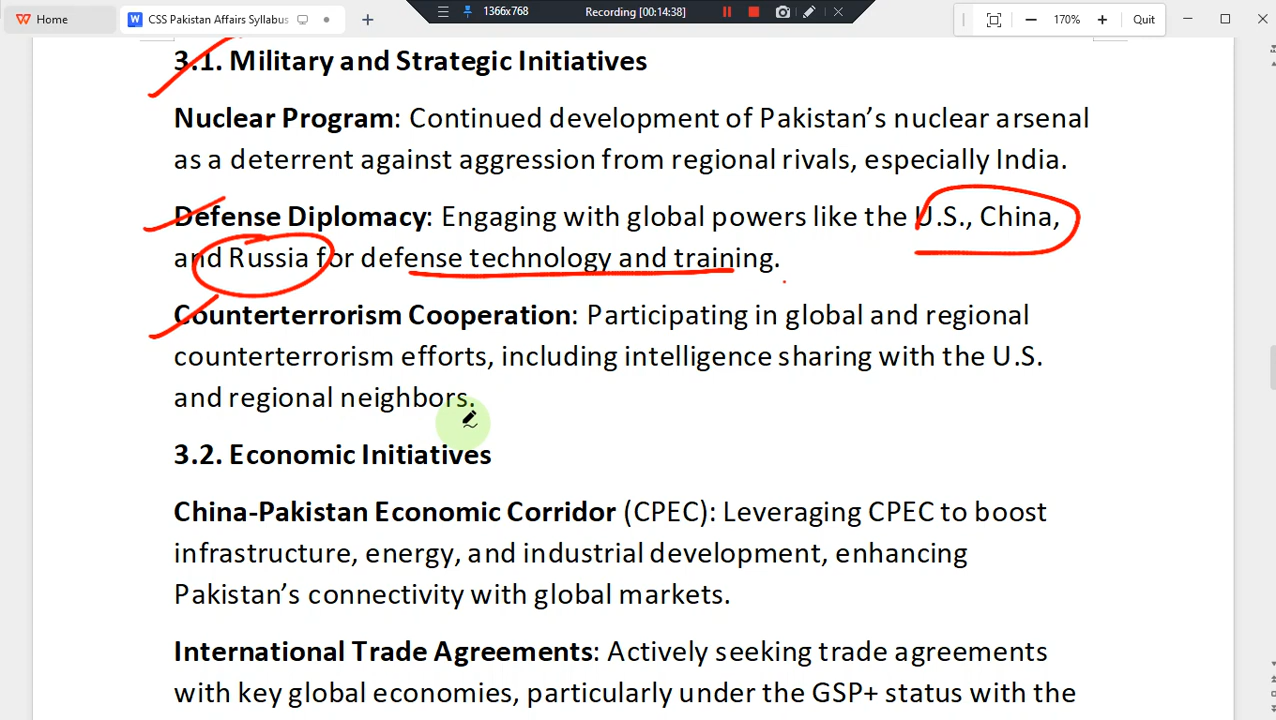 Home
CSS Pakistan Affairs Syllabus
1366x768
Recording [00:14:38]
170%
Quit
3.1. Military and Strategic Initiatives
Nuclear Program: Continued development of Pakistan’s nuclear arsenal
as a deterrent against aggression from regional rivals, especially India.
Defense Diplomacy: Engaging with global powers like the U.S., China,
and Russia for defense technology and training.
Counterterrorism Cooperation: Participating in global and regional
counterterrorism efforts, including intelligence sharing with the U.S.
and regional neighbors.
3.2. Economic Initiatives
China-Pakistan Economic Corridor (CPEC): Leveraging CPEC to boost
infrastructure, energy, and industrial development, enhancing
Pakistan’s connectivity with global markets.
International Trade Agreements: Actively seeking trade agreements
with key global economies, particularly under the GSP+ status with the